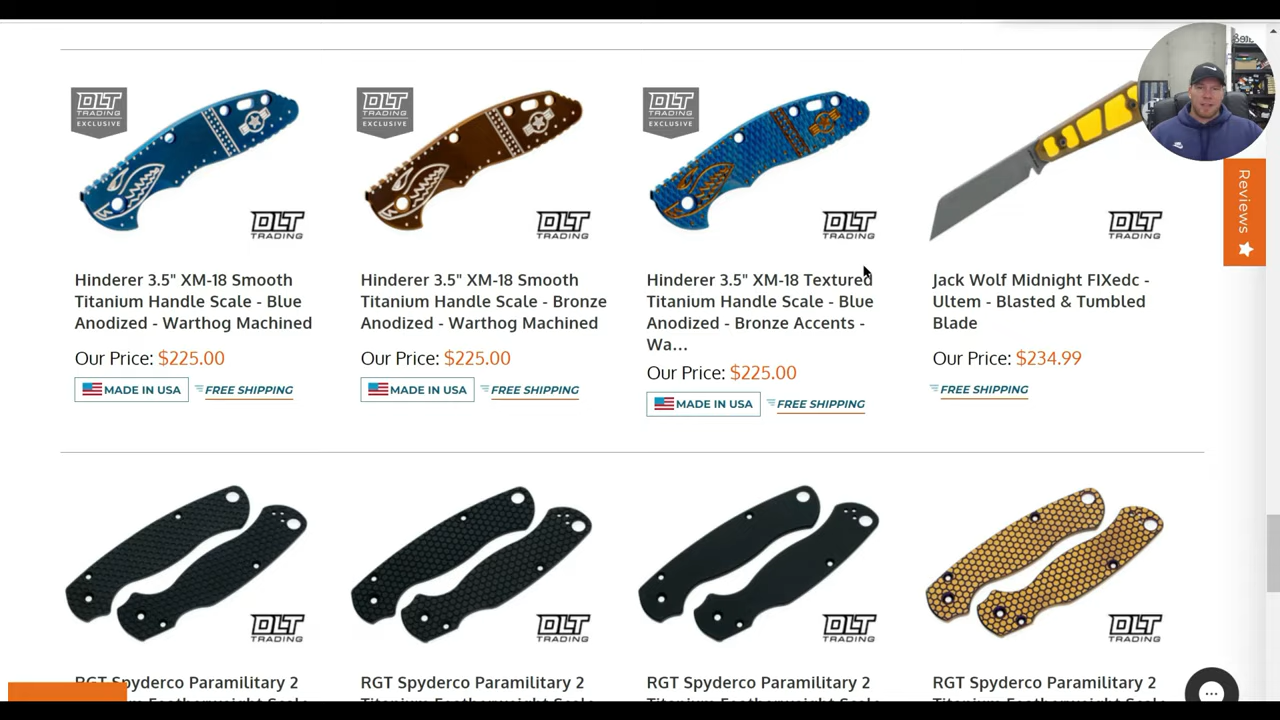 DLT
TRADING
EXCLUSIVE
DLT
TRADING
Hinderer 3.5" XM-18 Smooth
Titanium Handle Scale - Blue
Anodized - Warthog Machined
Our Price: $225.00
MADE IN USA
FREE SHIPPING
DLT
TRADING
EXCLUSIVE
DLT
TRADING
Hinderer 3.5" XM-18 Smooth
Titanium Handle Scale - Bronze
Anodized - Warthog Machined
Our Price: $225.00
MADE IN USA
FREE SHIPPING
DLT
TRADING
EXCLUSIVE
DLT
TRADING
Hinderer 3.5" XM-18 Textured
Titanium Handle Scale - Blue
Anodized - Bronze Accents -
Wa...
Our Price: $225.00
MADE IN USA
FREE SHIPPING
DLT
TRADING
Jack Wolf Midnight FIXedc -
Ultem - Blasted & Tumbled
Blade
Our Price: $234.99
FREE SHIPPING
Reviews
DLT
TRADING
RGT Spyderco Paramilitary 2
DLT
TRADING
RGT Spyderco Paramilitary 2
Titanium Featherweight Scale
DLT
TRADING
RGT Spyderco Paramilitary 2
Titanium Featherweight Scale
DLT
TRADING
RGT Spyderco Paramilitary 2
Titanium Featherweight Scale